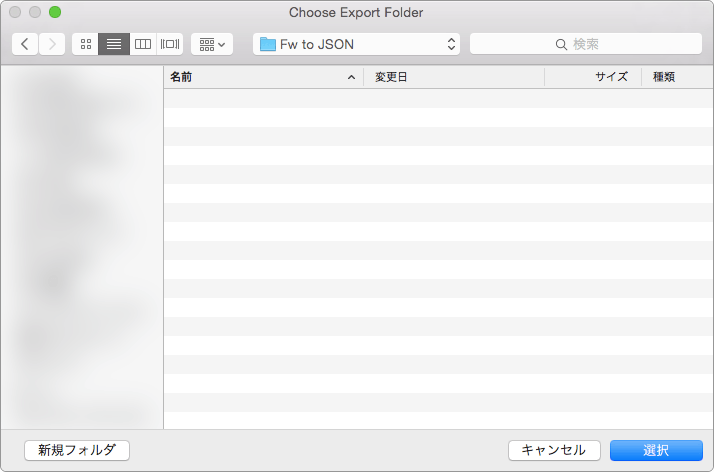 Choose Export Folder
Fw to JSON
検索
名前 変更日 サイズ 種類
新規フォルダ キャンセル 選択